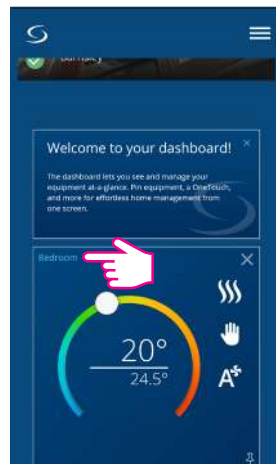 Welcome to your dashboard!
The dashboard lets you see and manage your
equipment at-a-glance. Pin equipment, a OneTouch,
and more for effortless home management from
one screen.
Bedroom
20°
24.5°
A